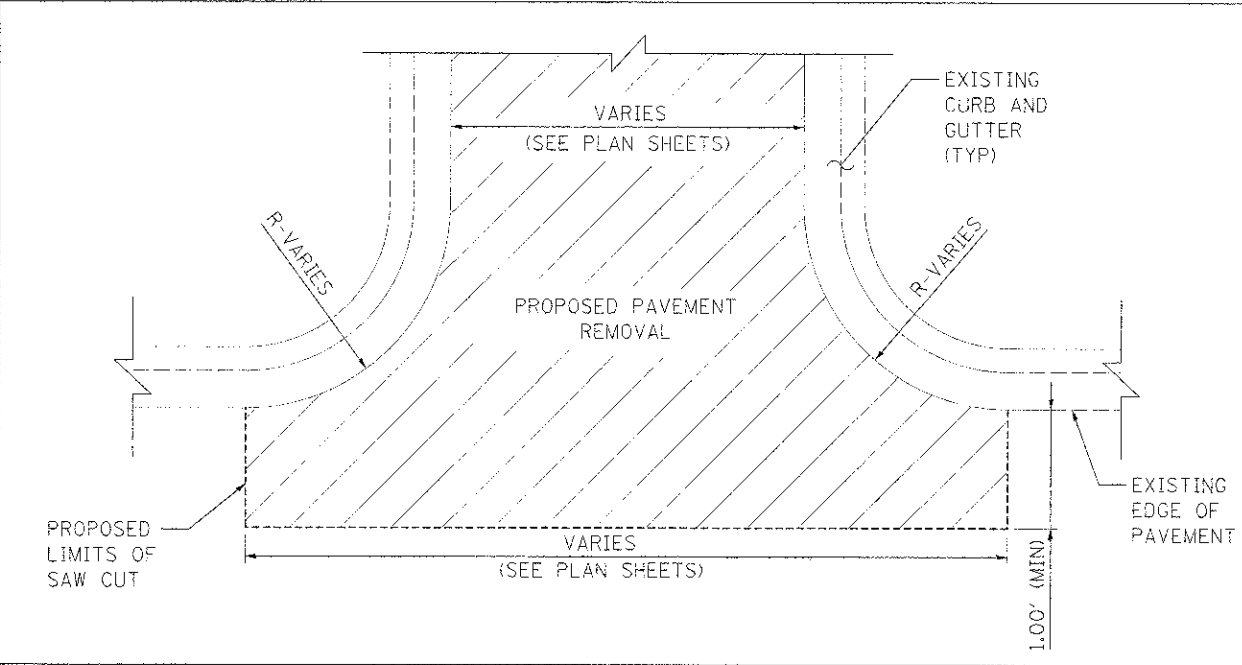 EXISTING
CURB AND
GUTTER
(TYP)
VARIES
(SEE PLAN SHEETS)
R-VARIES
R-VARIES
PROPOSED PAVEMENT
REMOVAL
PROPOSED
LIMITS OF
SAW CUT
VARIES
(SEE PLAN SHEETS)
1.00' (MIN)
EXISTING
EDGE OF
PAVEMENT